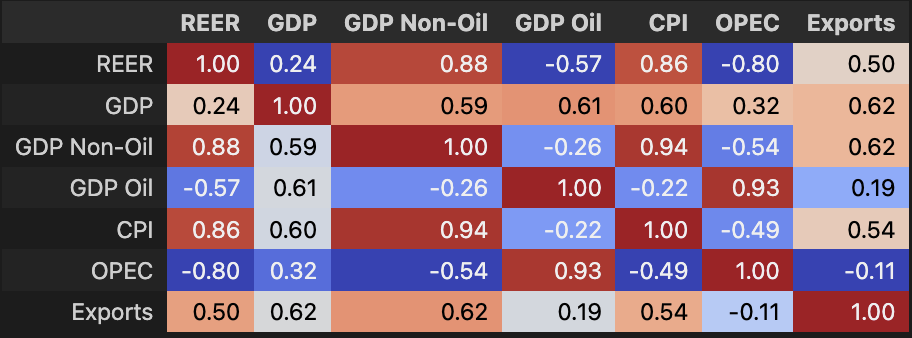 REER GDP GDP Non-Oil GDP Oil CPI OPEC Exports
REER 1.00 0.24 0.88 -0.57 0.86 -0.80 0.50
GDP 0.24 1.00 0.59 0.61 0.60 0.32 0.62
GDP Non-Oil 0.88 0.59 1.00 -0.26 0.94 -0.54 0.62
GDP Oil -0.57 0.61 -0.26 1.00 -0.22 0.93 0.19
CPI 0.86 0.60 0.94 -0.22 1.00 -0.49 0.54
OPEC -0.80 0.32 -0.54 0.93 -0.49 1.00 -0.11
Exports 0.50 0.62 0.62 0.19 0.54 -0.11 1.00